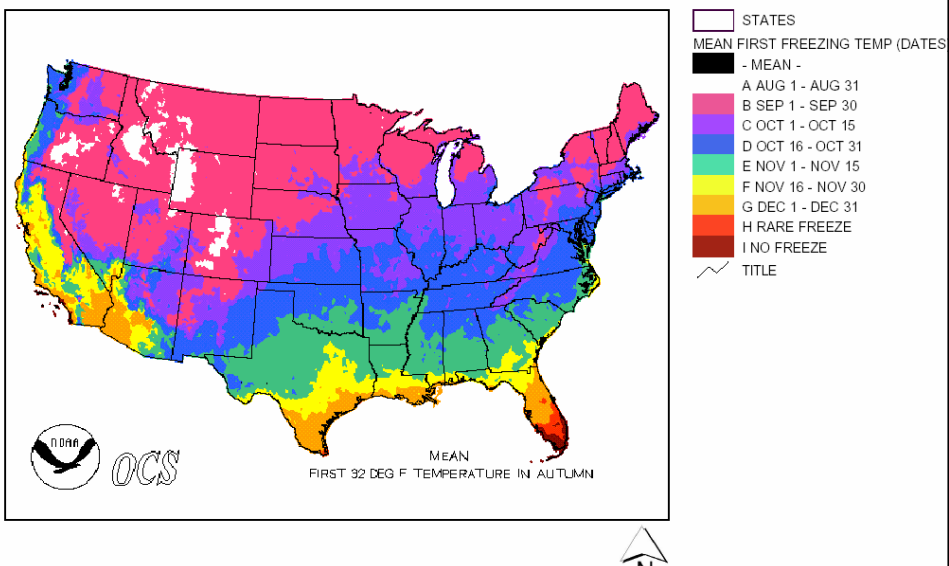 STATES
MEAN FIRST FREEZING TEMP (DATES
- MEAN -
A AUG 1 - AUG 31
B SEP 1 - SEP 30
C OCT 1 - OCT 15
D OCT 16 - OCT 31
E NOV 1 - NOV 15
F NOV 16 - NOV 30
G DEC 1 - DEC 31
H RARE FREEZE
I NO FREEZE
TITLE
NOAA
OCS
MEAN
FIRST 32 DEG F TEMPERATURE IN AUTUMN
N